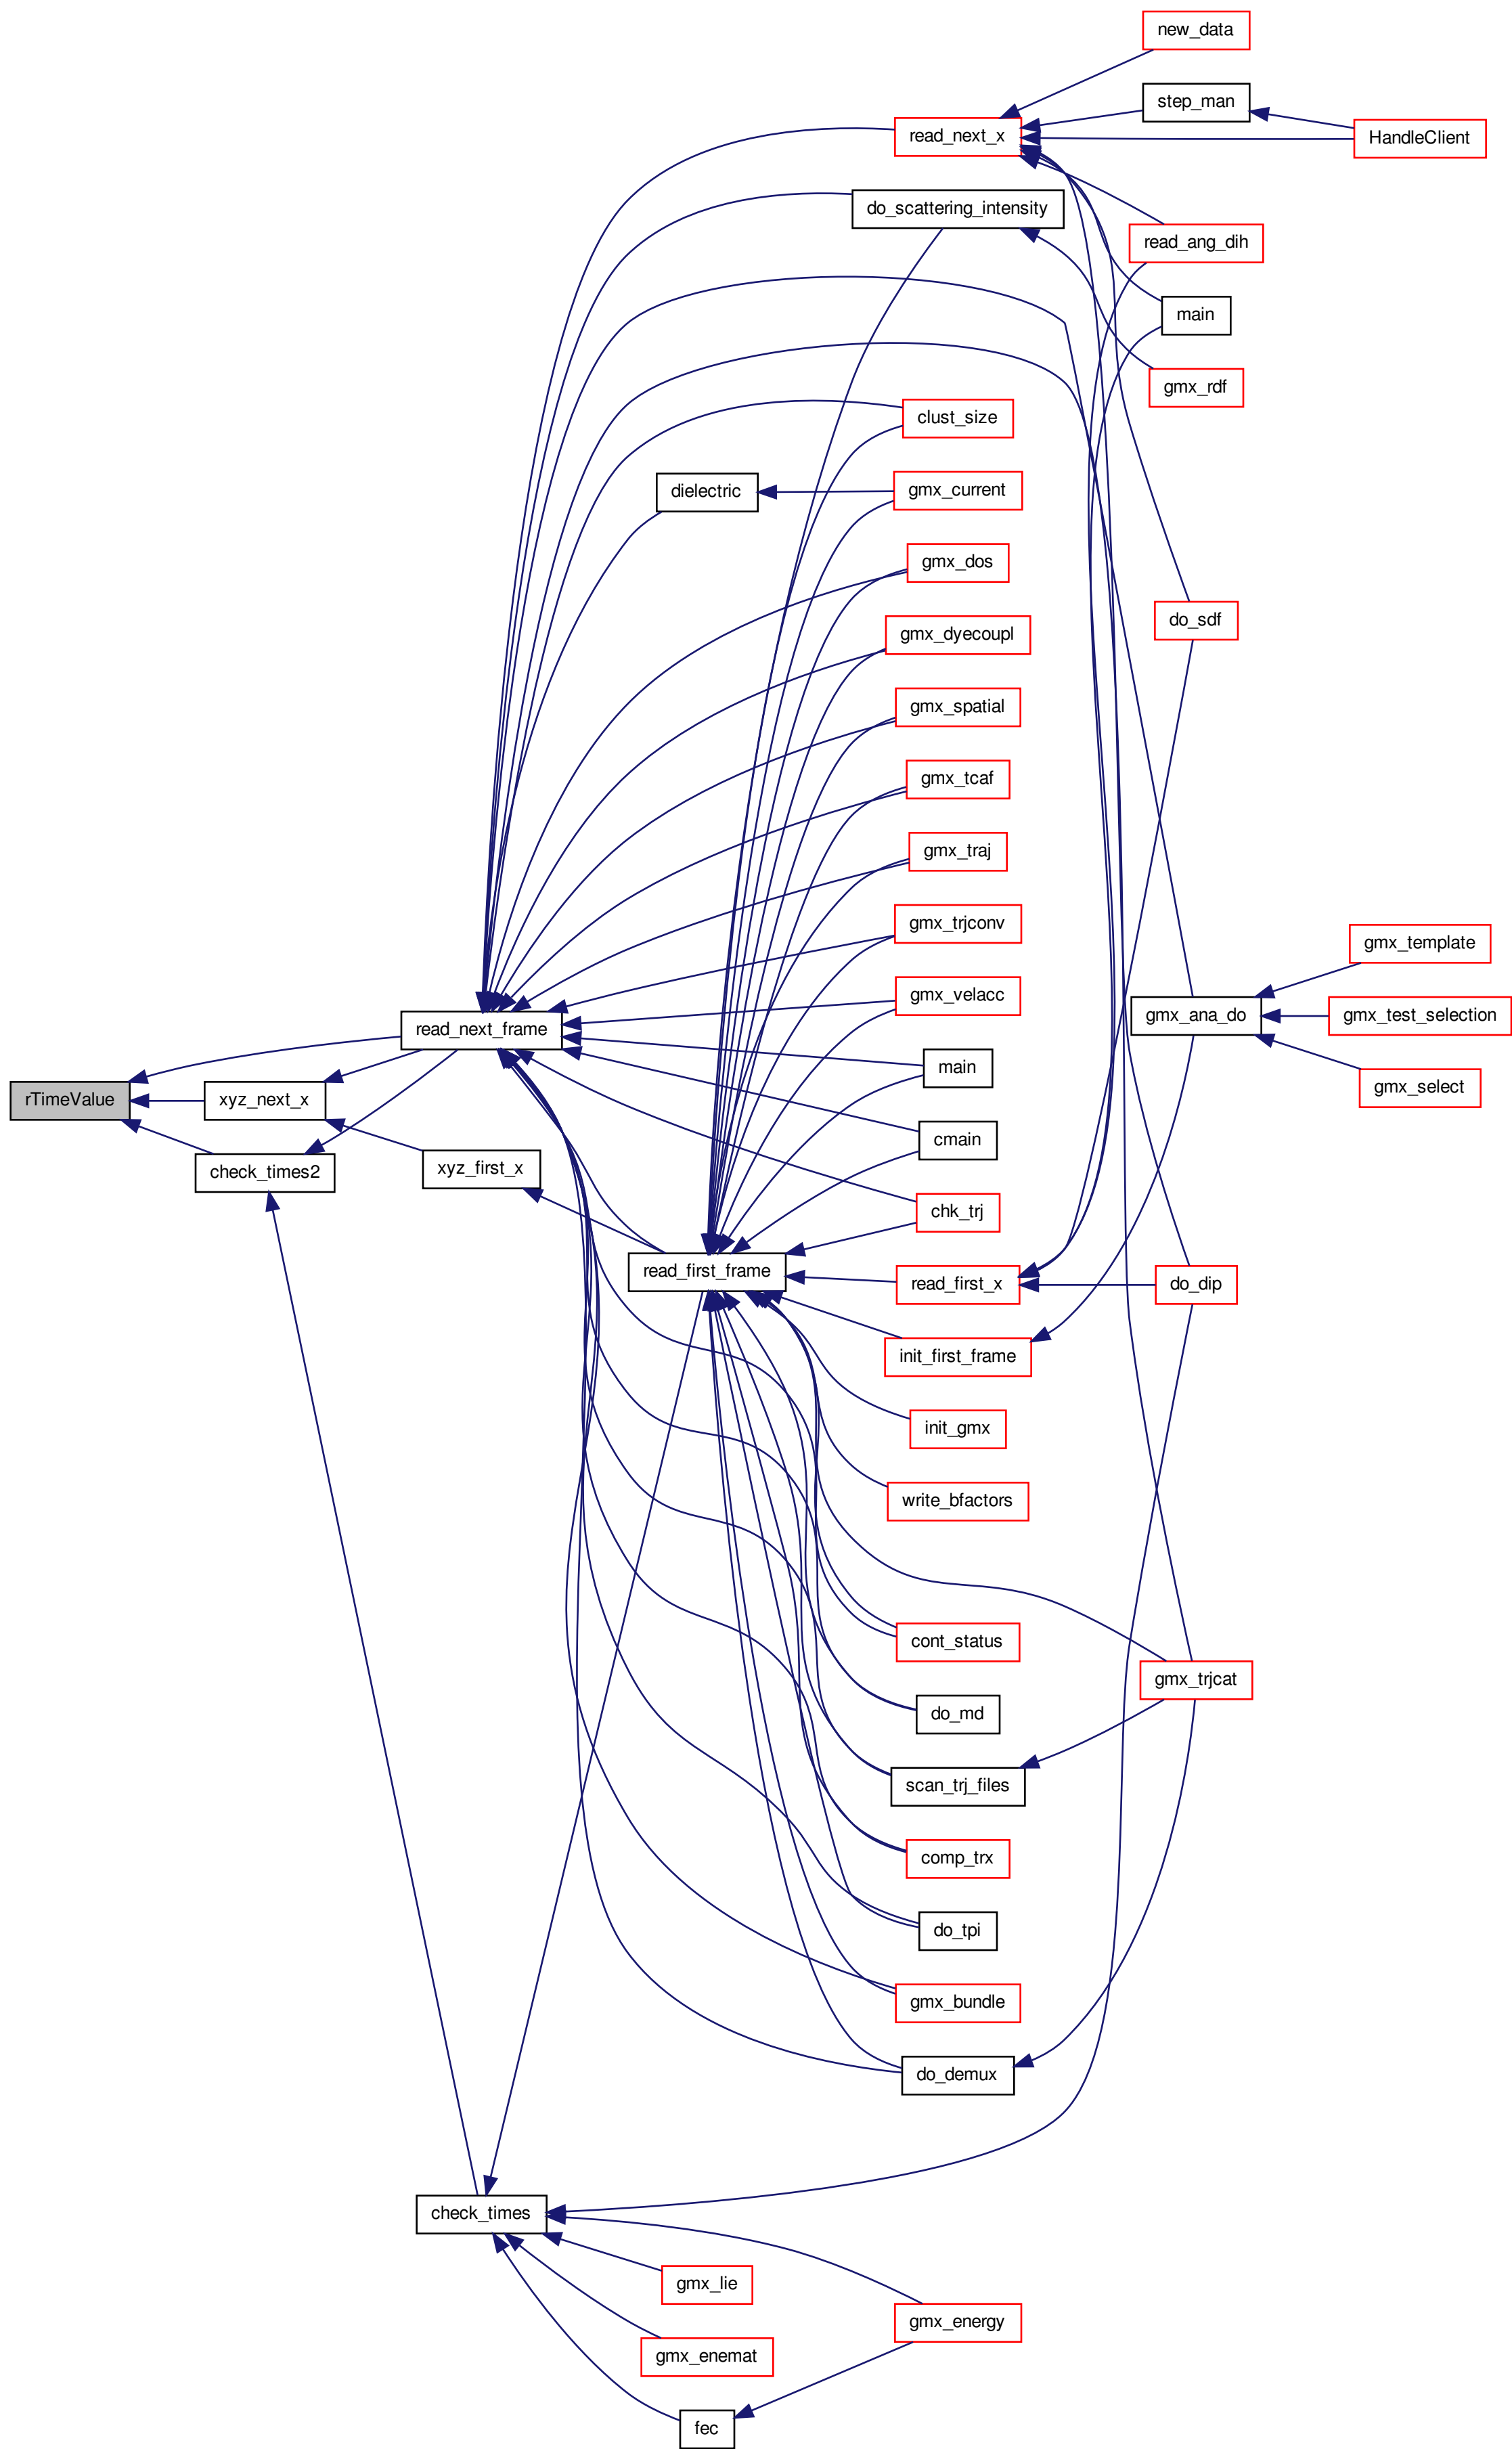 new_data
step_man
read_next_x
HandleClient
do_scattering_intensity
read_ang_dih
main
gmx_rdf
clust_size
dielectric
gmx_current
gmx_dos
do_sdf
gmx_dyecoupl
gmx_spatial
gmx_tcaf
gmx_traj
gmx_trjconv
gmx_template
gmx_velacc
gmx_ana_do
gmx_test_selection
read_next_frame
main
gmx_select
rTimeValue
xyz_next_x
cmain
check_times2
xyz_first_x
chk_trj
read_first_frame
read_first_x
do_dip
init_first_frame
init_gmx
write_bfactors
cont_status
gmx_trjcat
do_md
scan_trj_files
comp_trx
do_tpi
gmx_bundle
do_demux
check_times
gmx_lie
gmx_energy
gmx_enemat
fec